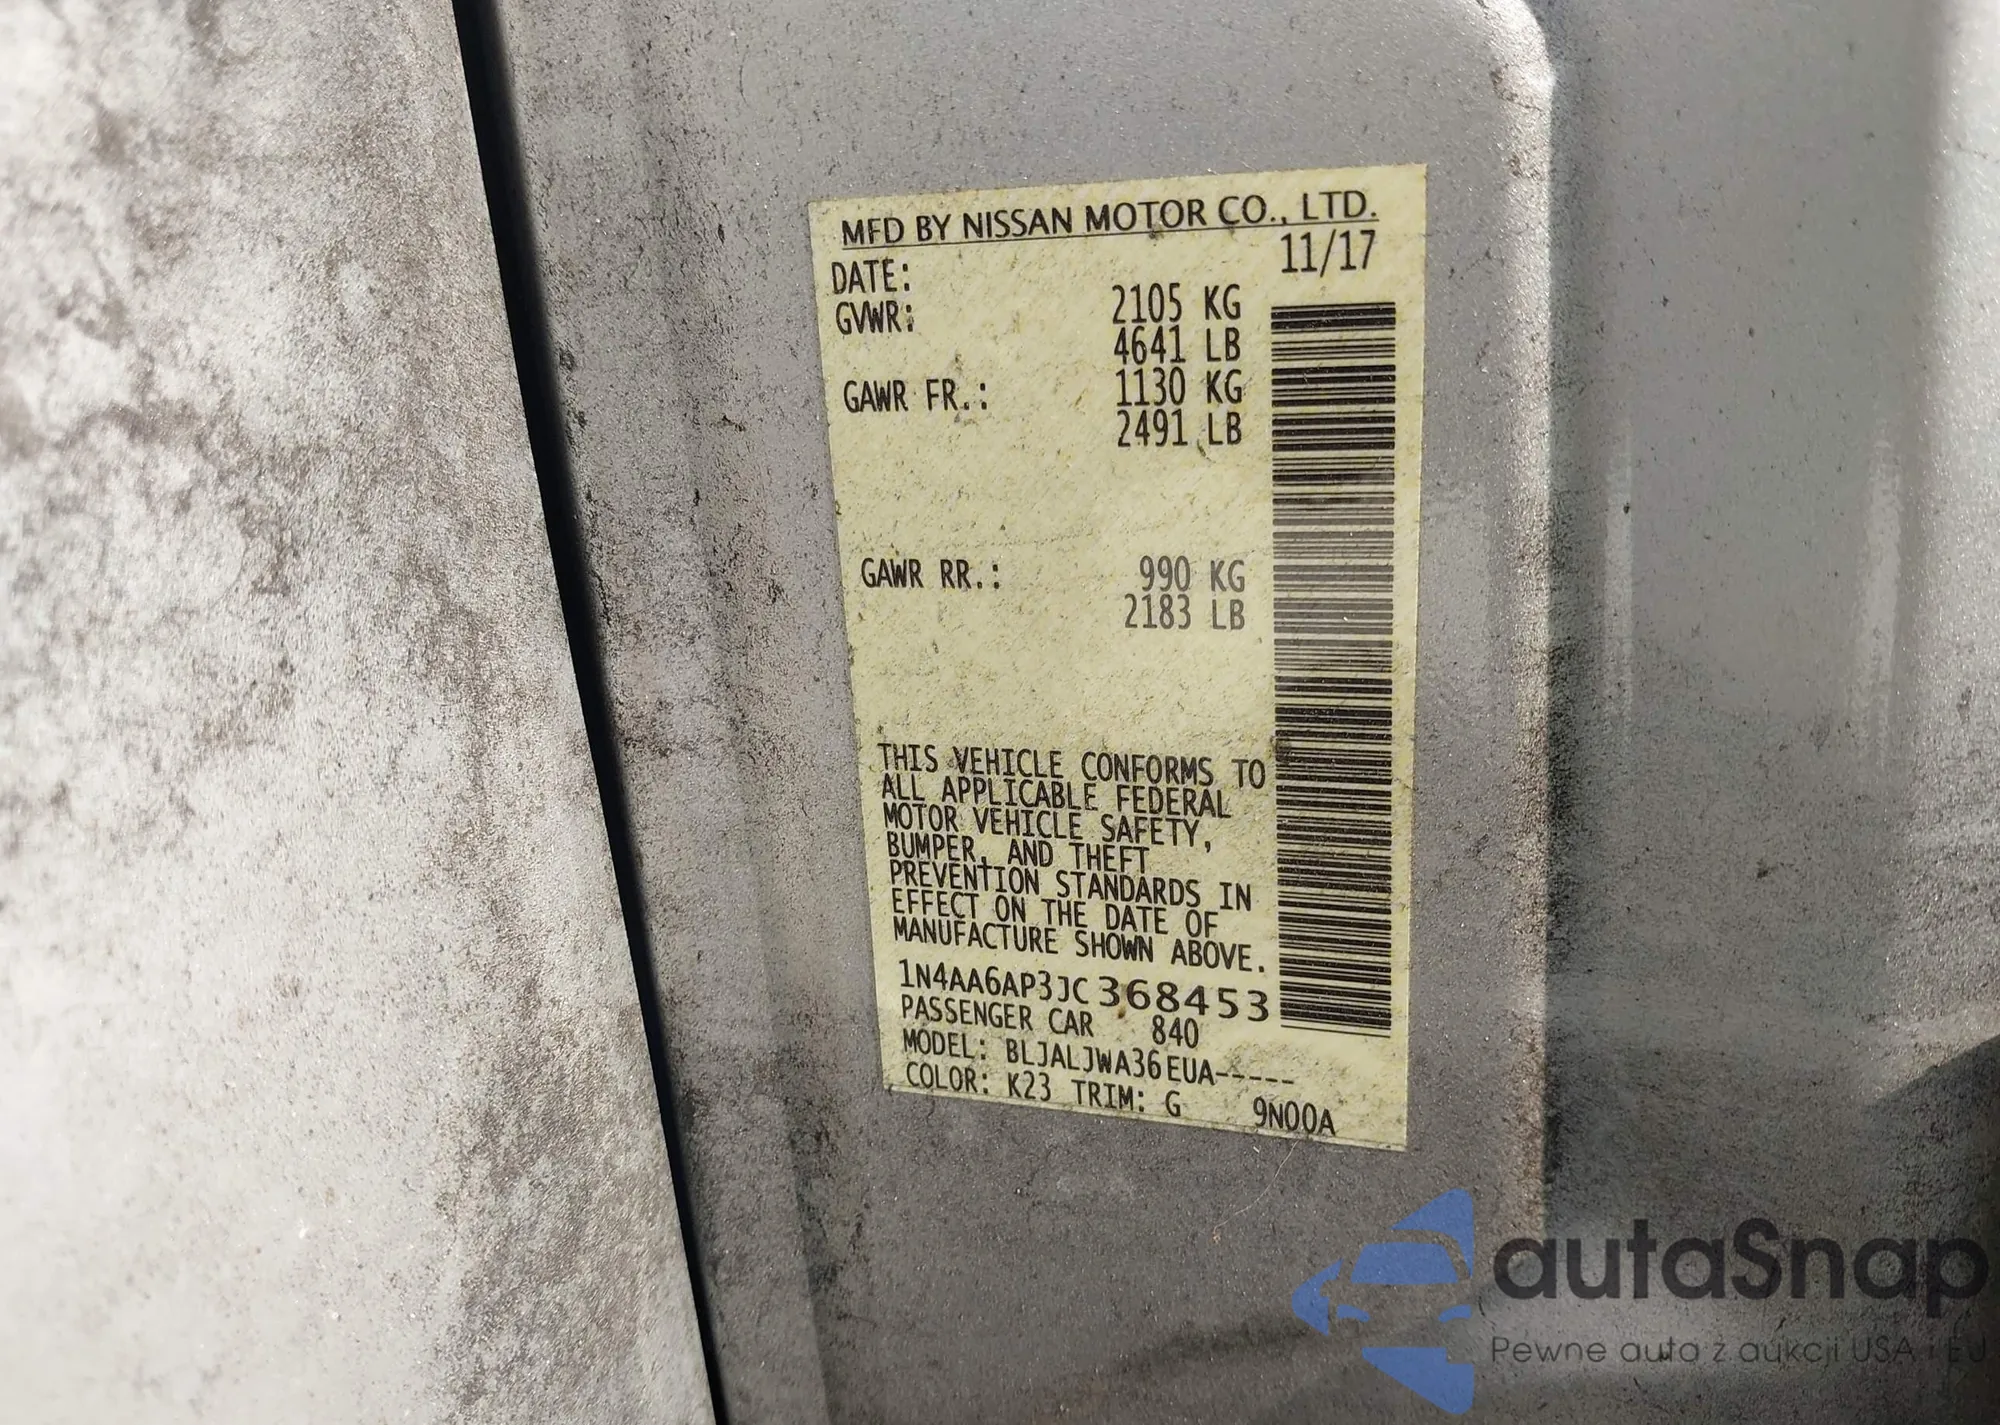 MFD BY NISSAN MOTOR CO., LTD.
DATE: 11/17
GVWR: 2105 KG
4641 LB
GAWR FR.: 1130 KG
2491 LB
GAWR RR.: 990 KG
2183 LB
THIS VEHICLE CONFORMS TO
ALL APPLICABLE FEDERAL
MOTOR VEHICLE SAFETY,
BUMPER, AND THEFT
PREVENTION STANDARDS IN
EFFECT ON THE DATE OF
MANUFACTURE SHOWN ABOVE.
1N4AA6AP3JC368453
PASSENGER CAR 840
MODEL: BLJALJWA36EUA-----
COLOR: K23 TRIM: G 9N00A
autaSnap
Pewne auta z aukcji USA i EU